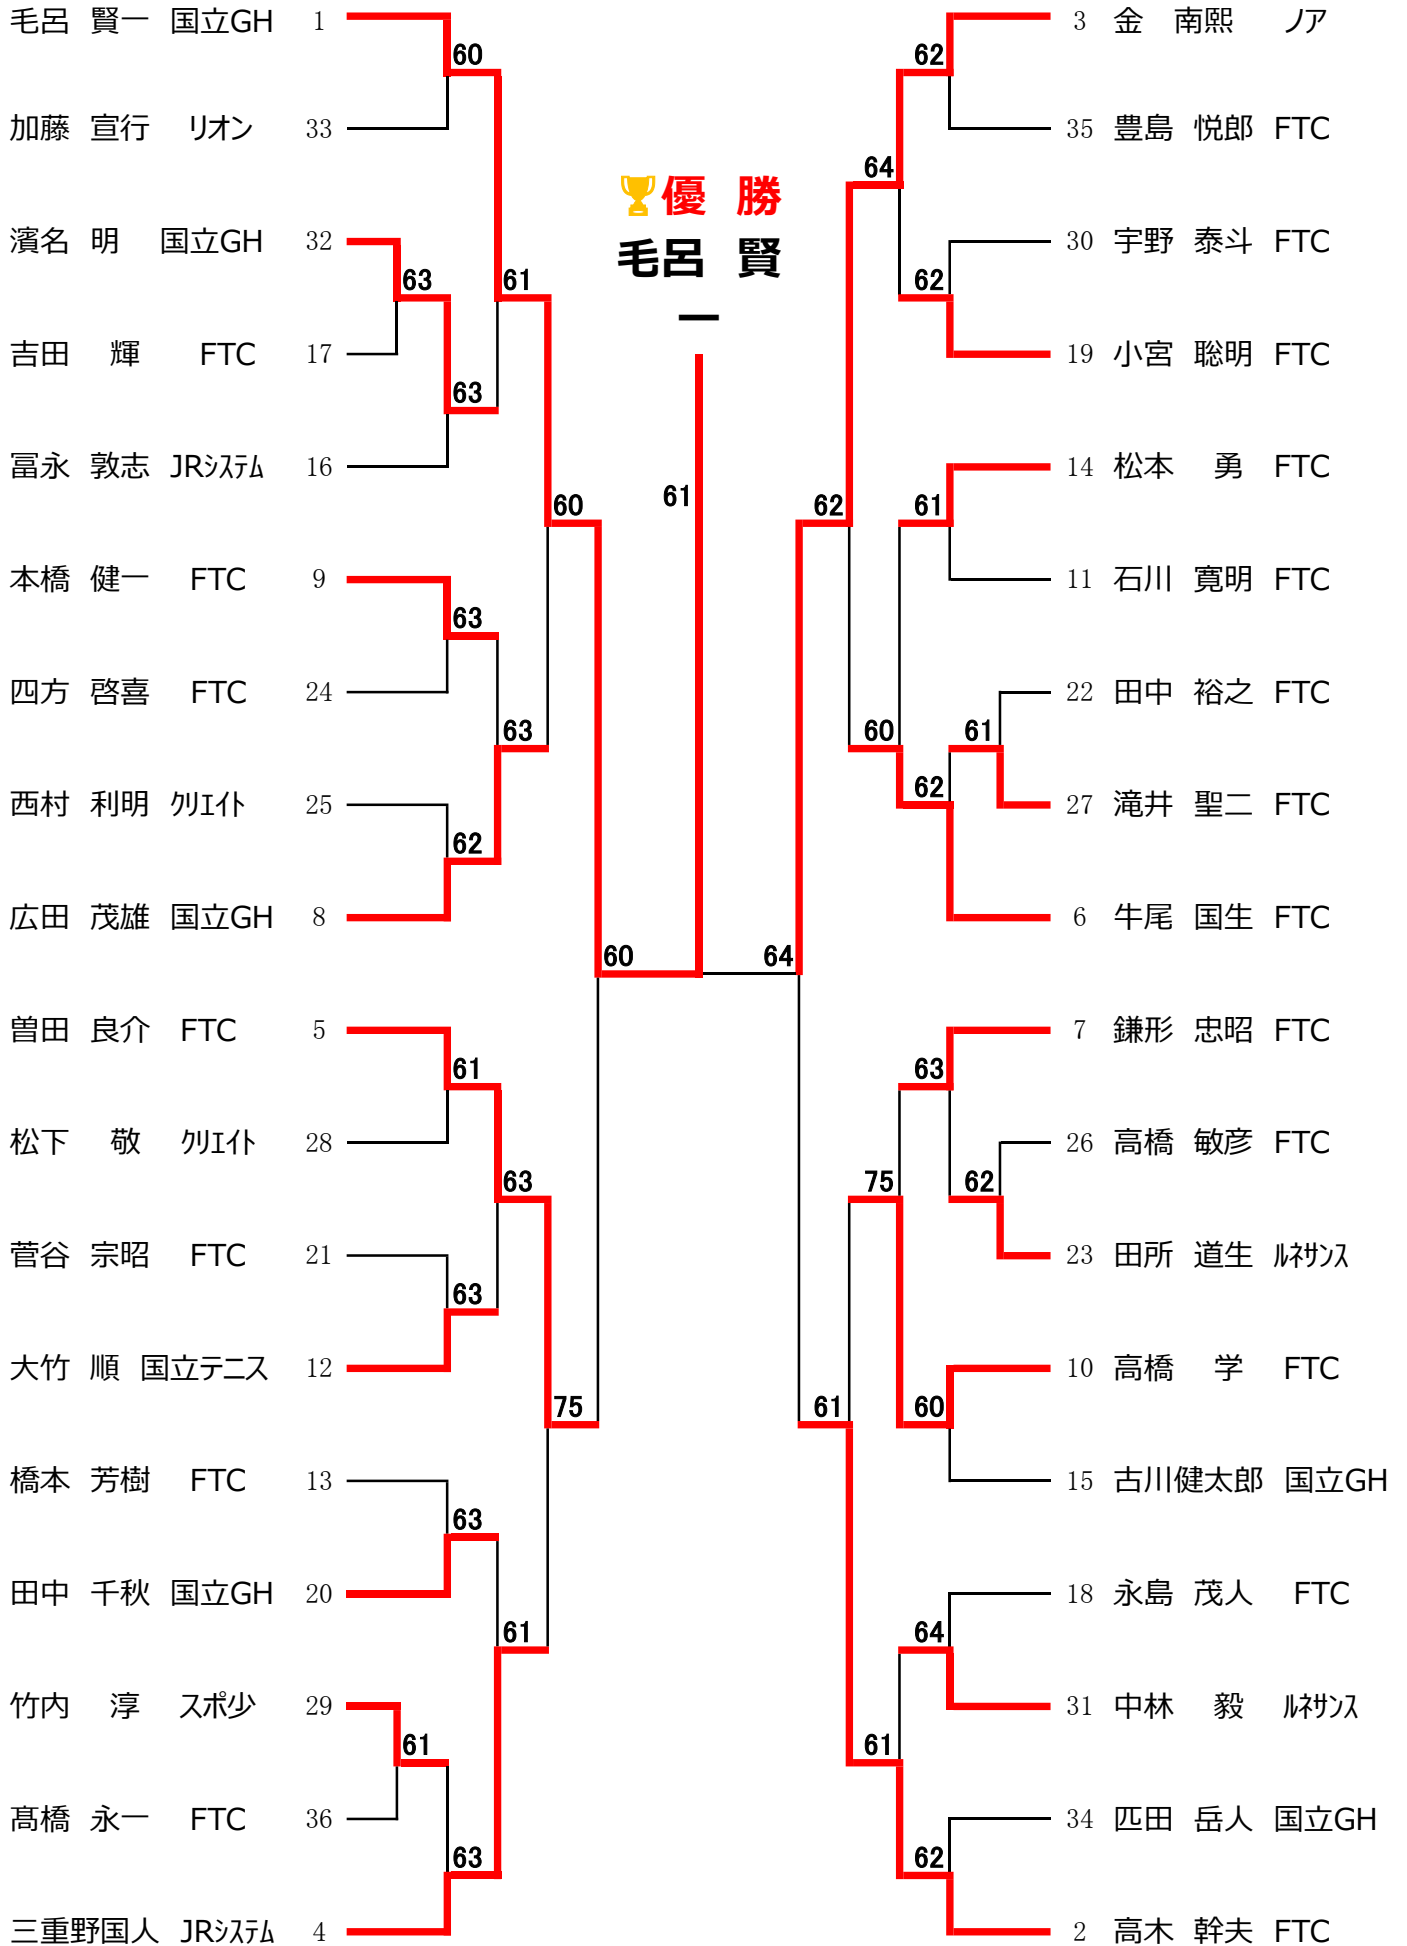 毛呂 賢一 国立GH 1
60
加藤 宣行 リオン 33
濱名 明 国立GH 32
63
61
吉田 輝 FTC 17
63
冨永 敦志 JRシステム 16
60
本橋 健一 FTC 9
63
四方 啓喜 FTC 24
63
西村 利明 クリエイト 25
62
広田 茂雄 国立GH 8
60
曽田 良介 FTC 5
61
松下 敬 クリエイト 28
63
菅谷 宗昭 FTC 21
63
大竹 順 国立テニス 12
75
橋本 芳樹 FTC 13
63
田中 千秋 国立GH 20
61
竹内 淳 スポ少 29
61
髙橋 永一 FTC 36
63
三重野国人 JRシステム 4
優 勝
毛呂 賢
一
61
3 金 南熙 ノア
62
35 豊島 悦郎 FTC
64
30 宇野 泰斗 FTC
62
19 小宮 聡明 FTC
14 松本 勇 FTC
62
61
11 石川 寛明 FTC
22 田中 裕之 FTC
60
61
62
27 滝井 聖二 FTC
6 牛尾 国生 FTC
64
7 鎌形 忠昭 FTC
63
26 高橋 敏彦 FTC
75
62
23 田所 道生 ルネサンス
10 高橋 学 FTC
61
60
15 古川健太郎 国立GH
18 永島 茂人 FTC
64
31 中林 毅 ルネサンス
61
34 匹田 岳人 国立GH
62
2 高木 幹夫 FTC